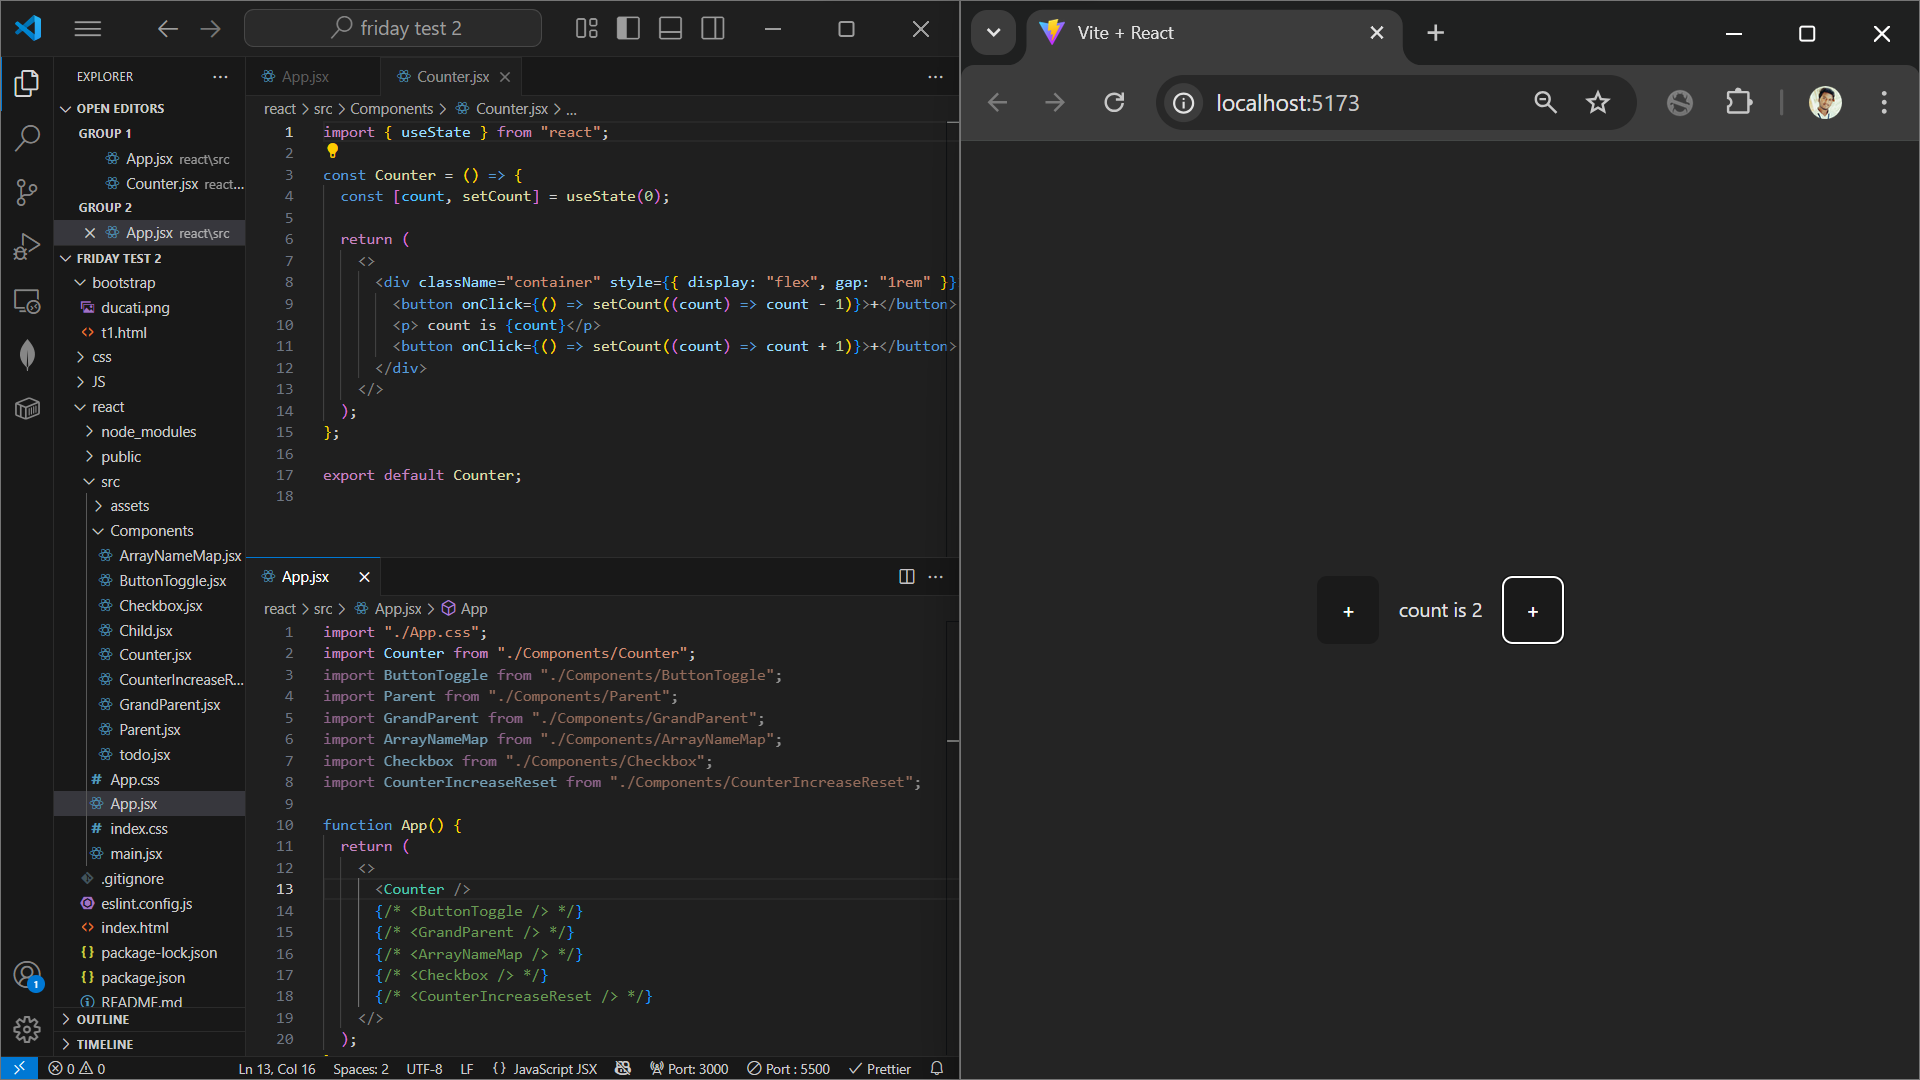 friday test 2
EXPLORER
OPEN EDITORS
GROUP 1
App.jsx react\src
Counter.jsx react...
GROUP 2
App.jsx react\src
FRIDAY TEST 2
bootstrap
ducati.png
t1.html
css
JS
react
node_modules
public
src
assets
Components
ArrayNameMap.jsx
ButtonToggle.jsx
Checkbox.jsx
Child.jsx
Counter.jsx
CounterIncreaseR...
GrandParent.jsx
Parent.jsx
todo.jsx
App.css
App.jsx
index.css
main.jsx
.gitignore
eslint.config.js
index.html
package-lock.json
package.json
README.md
OUTLINE
TIMELINE
App.jsx
Counter.jsx
react > src > Components > Counter.jsx > ...
1 import { useState } from "react";
2
3 const Counter = () => {
4 const [count, setCount] = useState(0);
5
6 return (
7 <>
8 <div className="container" style={{ display: "flex", gap: "1rem" }}
9 <button onClick={() => setCount((count) => count - 1)}>+</button>
10 <p> count is {count}</p>
11 <button onClick={() => setCount((count) => count + 1)}>+</button>
12 </div>
13 </>
14 );
15 };
16
17 export default Counter;
18
App.jsx
react > src > App.jsx > App
1 import "./App.css";
2 import Counter from "./Components/Counter";
3 import ButtonToggle from "./Components/ButtonToggle";
4 import Parent from "./Components/Parent";
5 import GrandParent from "./Components/GrandParent";
6 import ArrayNameMap from "./Components/ArrayNameMap";
7 import Checkbox from "./Components/Checkbox";
8 import CounterIncreaseReset from "./Components/CounterIncreaseReset";
9
10 function App() {
11 return (
12 <>
13 <Counter />
14 {/* <ButtonToggle /> */}
15 {/* <GrandParent /> */}
16 {/* <ArrayNameMap /> */}
17 {/* <Checkbox /> */}
18 {/* <CounterIncreaseReset /> */}
19 </>
20 );
1
0 0
Ln 13, Col 16 Spaces: 2 UTF-8 LF {} JavaScript JSX Port: 3000 Port : 5500 Prettier
Vite + React
localhost:5173
+ count is 2 +